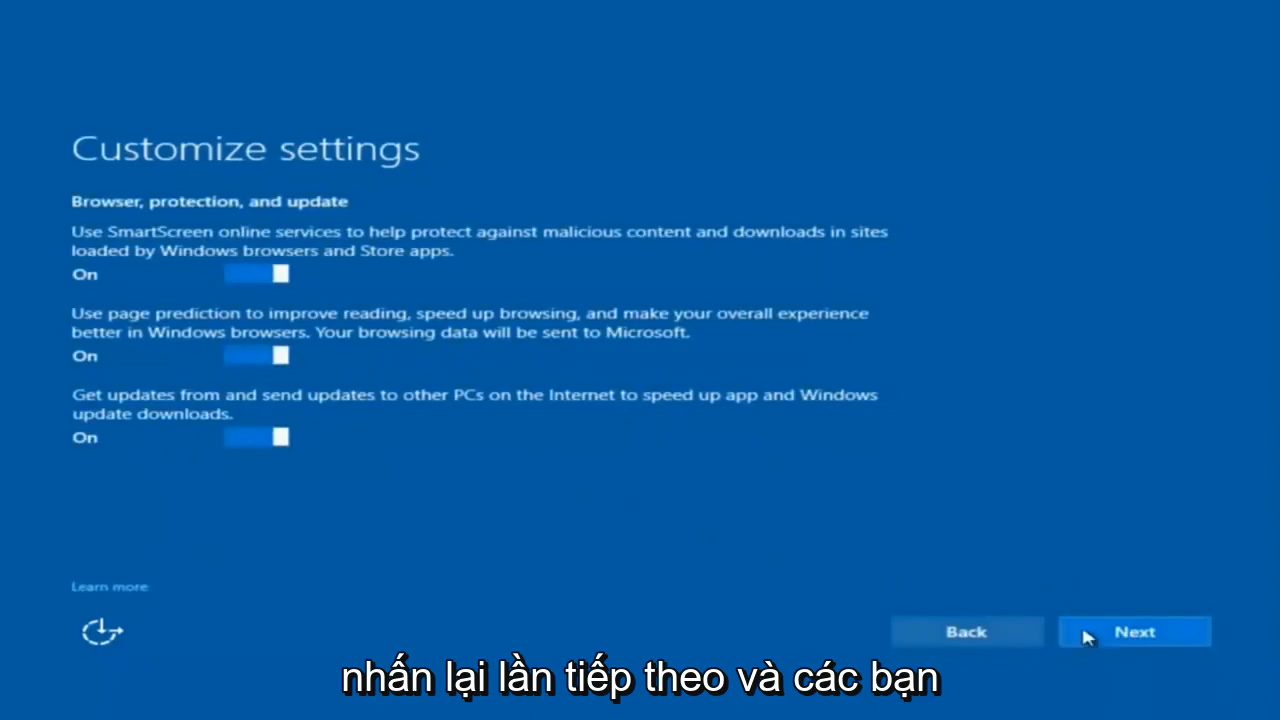 Customize settings
Browser, protection, and update
Use SmartScreen online services to help protect against malicious content and downloads in sites
loaded by Windows browsers and Store apps.
On
Use page prediction to improve reading, speed up browsing, and make your overall experience
better in Windows browsers. Your browsing data will be sent to Microsoft.
On
Get updates from and send updates to other PCs on the Internet to speed up app and Windows
update downloads.
On
Learn more
Back
Next
nhấn lại lần tiếp theo và các bạn